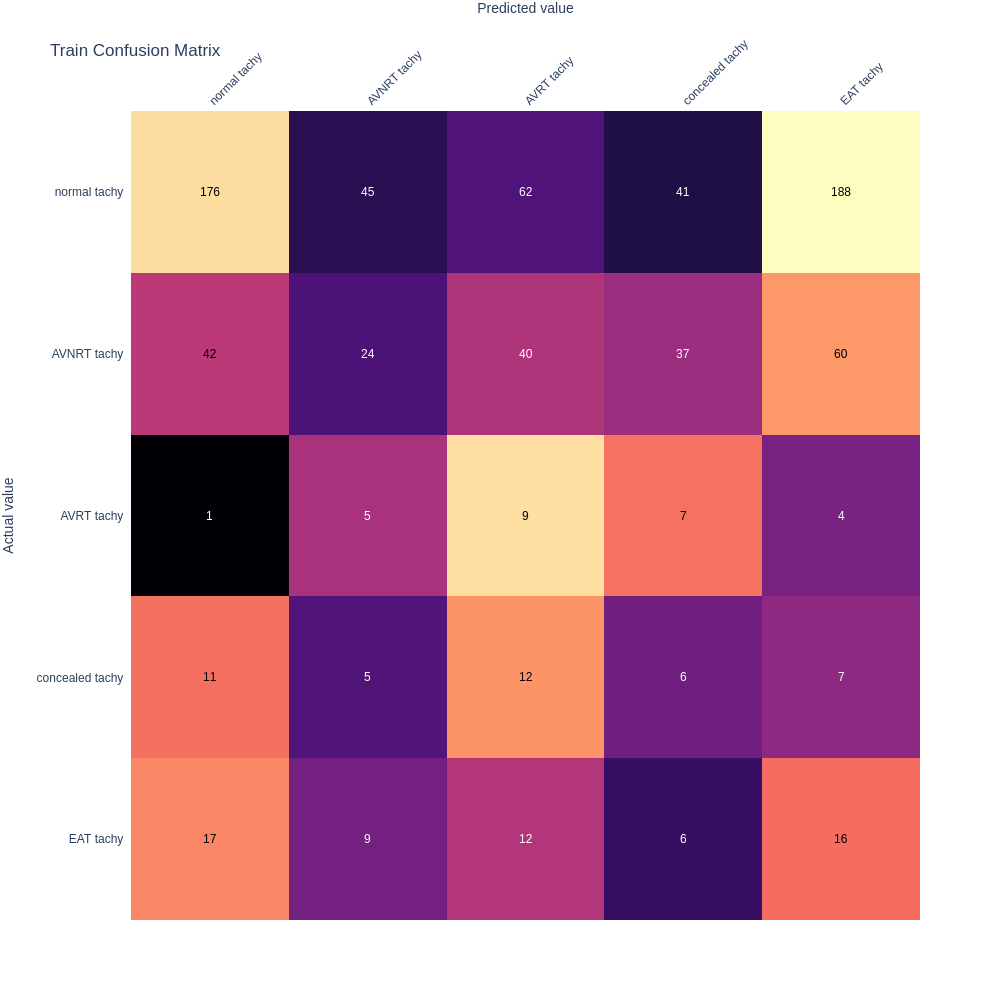 Predicted value
Train Confusion Matrix
normal tachy
AVNRT tachy
AVRT tachy
concealed tachy
EAT tachy
normal tachy 176 45 62 41 188
AVNRT tachy 42 24 40 37 60
AVRT tachy 1 5 9 7 4
concealed tachy 11 5 12 6 7
EAT tachy 17 9 12 6 16
Actual value